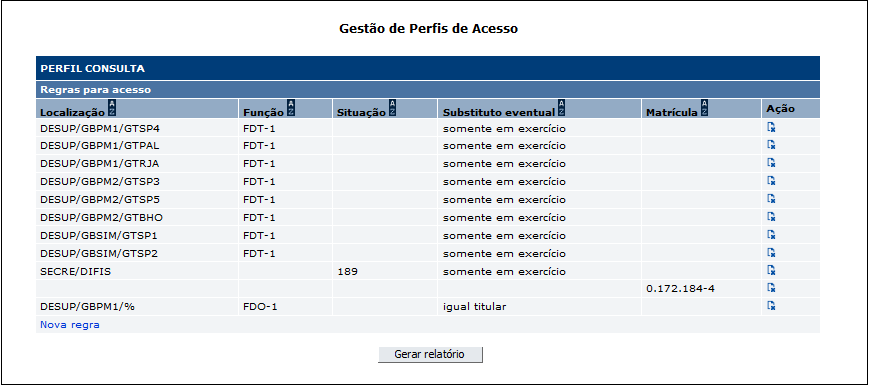 Gestão de Perfis de Acesso
PERFIL CONSULTA
Regras para acesso
Localização Função Situação Substituto eventual Matrícula Ação
DESUP/GBPM1/GTSP4 FDT-1 somente em exercício
DESUP/GBPM1/GTPAL FDT-1 somente em exercício
DESUP/GBPM1/GTRJA FDT-1 somente em exercício
DESUP/GBPM2/GTSP3 FDT-1 somente em exercício
DESUP/GBPM2/GTSP5 FDT-1 somente em exercício
DESUP/GBPM2/GTBHO FDT-1 somente em exercício
DESUP/GBSIM/GTSP1 FDT-1 somente em exercício
DESUP/GBSIM/GTSP2 FDT-1 somente em exercício
SECRE/DIFIS 189 somente em exercício
0.172.184-4
DESUP/GBPM1/% FDO-1 igual titular
Nova regra
Gerar relatório